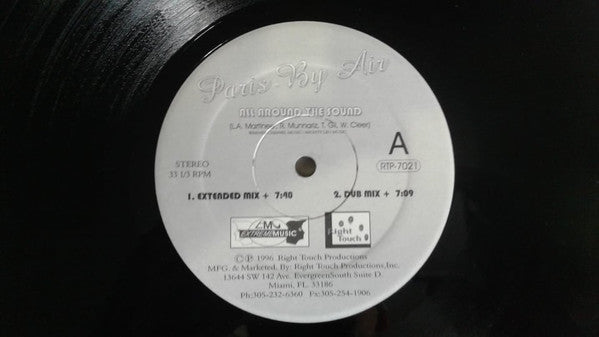 Paris By Air
ALL AROUND THE SOUND
(L.A. Martinee, R. Munnariz, T. Gil, W. Cleer)
A
STEREO
33 1/3 RPM
RTP-7021
1. EXTENDED MIX + 7:40
2. DUB MIX + 7:09
EXTREME MUSIC
Right
Touch
©℗ 1996 Right Touch Productions
MFG. & Marketed. By: Right Touch Productions, Inc.
13644 SW 142 Ave. EvergreenSouth Suite D.
Miami, FL. 33186
Ph:305-232-6360 Fx:305-254-1906